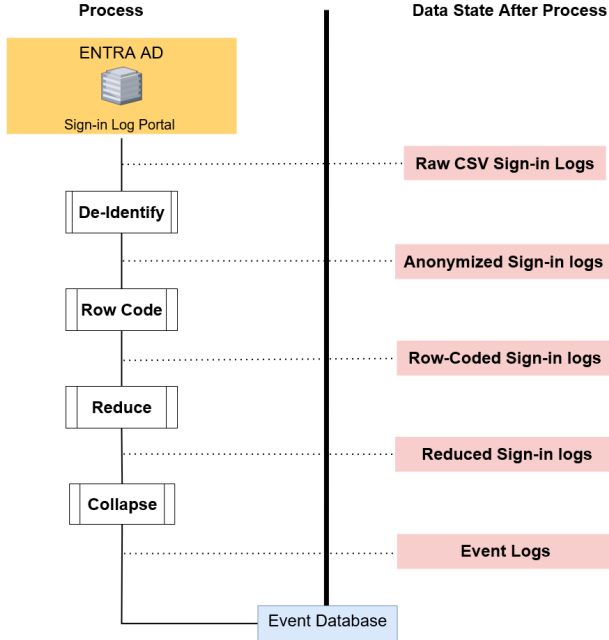 Process
Data State After Process
ENTRA AD
Sign-in Log Portal
Raw CSV Sign-in Logs
De-Identify
Anonymized Sign-in logs
Row Code
Row-Coded Sign-in logs
Reduce
Reduced Sign-in logs
Collapse
Event Logs
Event Database